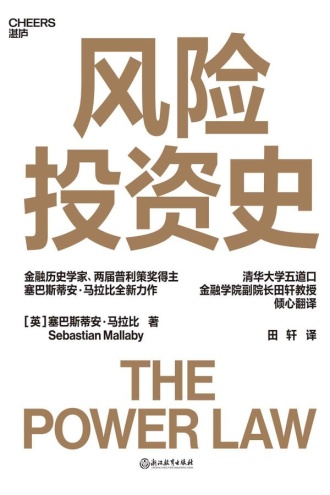 CHEERS
湛庐
风险
投资史
金融历史学家、两届普利策奖得主
塞巴斯蒂安·马拉比全新力作
清华大学五道口
金融学院副院长田轩教授
倾心翻译
[英]塞巴斯蒂安·马拉比 著
Sebastian Mallaby
田 轩 译
THE
POWER LAW
浙江教育出版社